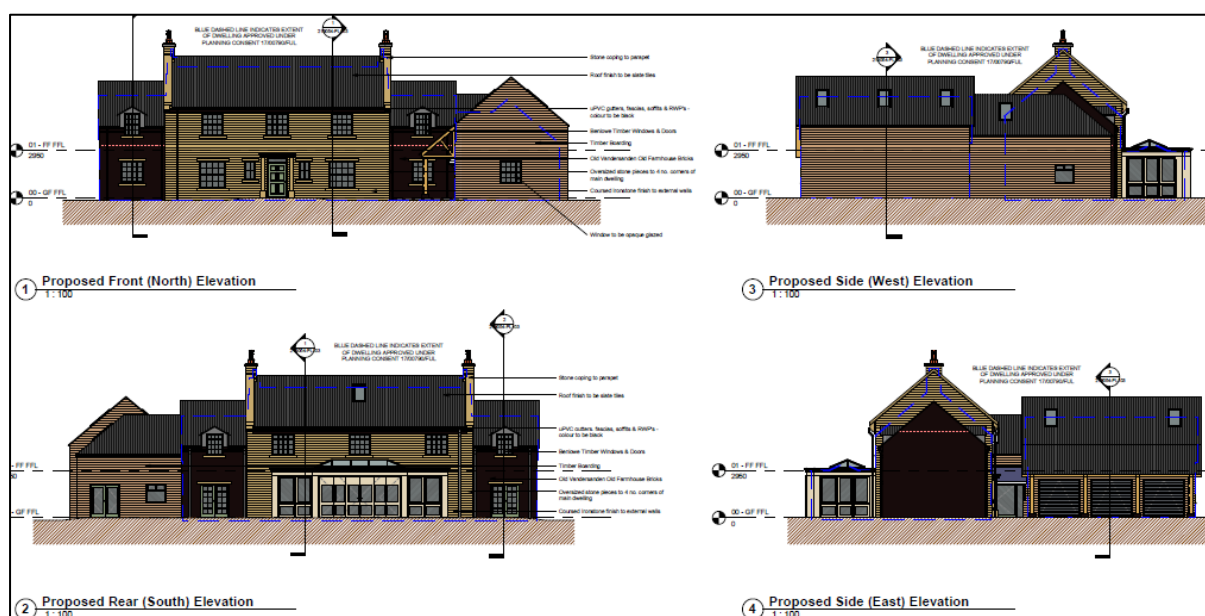 BLUE DASHED LINE INDICATES EXTENT
OF DWELLING APPROVED UNDER
PLANNING CONSENT 17/00790/FUL
1
Stone coping to parapet
Roof finish to be slate tiles
uPVC gutters, fascias, soffits & RWP's -
colour to be black
Benlowe Timber Windows & Doors
Timber Boarding
Old Vandersanden Old Farmhouse Bricks
Oversized stone pieces to 4 no. corners of
main dwelling
Coursed Ironstone finish to external walls
Window to be opaque glazed
01 - FF FFL
2950
00 - GF FFL
0
1 Proposed Front (North) Elevation
1 : 100
BLUE DASHED LINE INDICATES EXTENT
OF DWELLING APPROVED UNDER
PLANNING CONSENT 17/00790/FUL
3
01 - FF FFL
2950
00 - GF FFL
0
3 Proposed Side (West) Elevation
1 : 100
BLUE DASHED LINE INDICATES EXTENT
OF DWELLING APPROVED UNDER
PLANNING CONSENT 17/00790/FUL
1
3
Stone coping to parapet
Roof finish to be slate tiles
uPVC gutters, fascias, soffits & RWP's -
colour to be black
Benlowe Timber Windows & Doors
Timber Boarding
Old Vandersanden Old Farmhouse Bricks
Oversized stone pieces to 4 no. corners of
main dwelling
Coursed Ironstone finish to external walls
- FF FFL
50
- GF FFL
2 Proposed Rear (South) Elevation
1 : 100
BLUE DASHED LINE INDICATES EXTENT
OF DWELLING APPROVED UNDER
PLANNING CONSENT 17/00790/FUL
3
01 - FF FFL
2950
00 - GF FFL
0
4 Proposed Side (East) Elevation
1 : 100